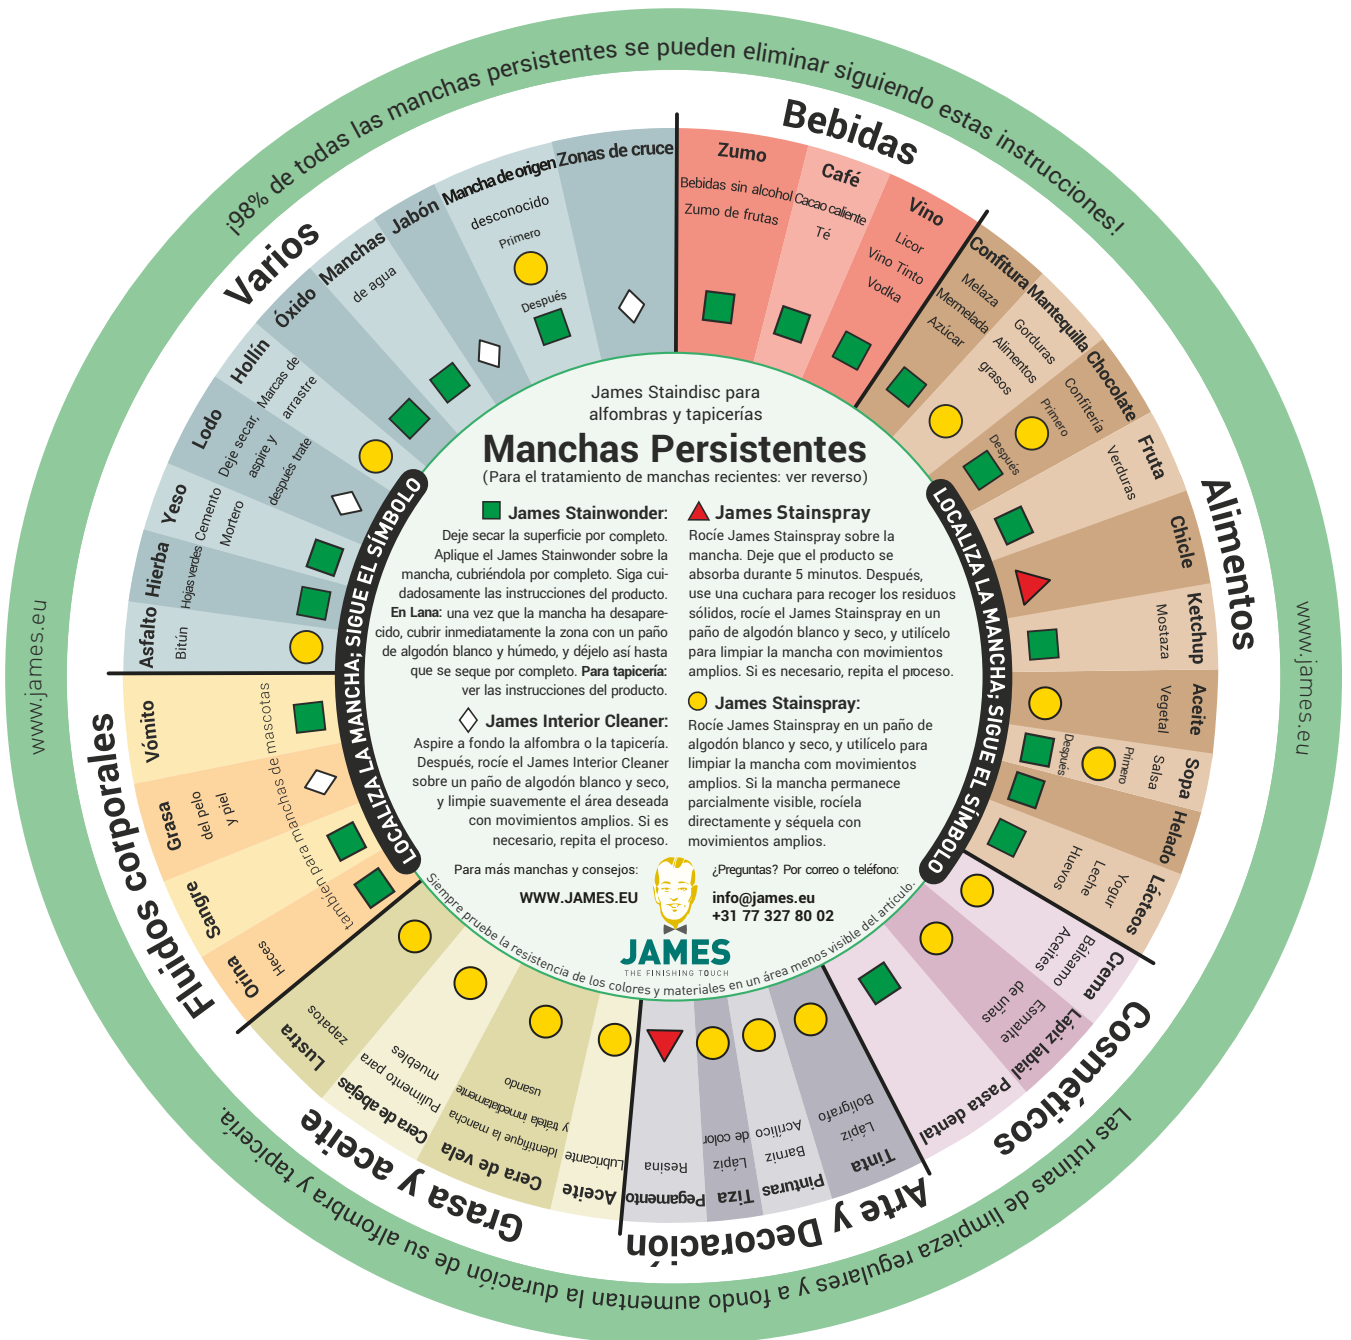 ¡98% de todas las manchas persistentes se pueden eliminar siguiendo estas instrucciones!
www.james.eu
Las rutinas de limpieza regulares y a fondo aumentan la duración de su alfombra y tapicería.
www.james.eu
Bebidas
Zumo
Bebidas sin alcohol
Zumo de frutas
Café
Cacao caliente
Té
Vino
Licor
Vino Tinto
Vodka
Alimentos
Confitura
Melaza
Mermelada
Azúcar
Mantequilla
Gorduras
Alimentos
grasos
Chocolate
Confitería
Primero
Después
Fruta
Verduras
Chicle
Ketchup
Mostaza
Aceite
Vegetal
Sopa
Salsa
Primero
Después
Helado
Lácteos
Yogur
Leche
Huevos
Cosméticos
Crema
Bálsamo
Aceites
Lápiz labial
Esmalte
de uñas
Pasta dental
Arte y Decoración
Tinta
Lápiz
Bolígrafo
Pinturas
Barniz
Acrílico
Tiza
Lápiz
de color
Pegamento
Resina
Grasa y aceite
Aceite
Lubricante
Cera de vela
Identifique la mancha
y trátela inmediatamente
usando
Cera de abejas
Pulimento para
muebles
Lustra
zapatos
Fluidos corporales
Orina
Heces
Sangre
Grasa
del pelo
y piel
Vómito
también para manchas de mascotas
Varios
Asfalto
Bitún
Hierba
Hojas verdes
Yeso
Cemento
Mortero
Lodo
Deje secar,
aspire y
después trate
Hollín
Marcas de
arrastre
Óxido
Manchas
de agua
Jabón
Mancha de origen
desconocido
Primero
Después
Zonas de cruce
LOCALIZA LA MANCHA; SIGUE EL SÍMBOLO
LOCALIZA LA MANCHA; SIGUE EL SÍMBOLO
James Staindisc para
alfombras y tapicerías
Manchas Persistentes
(Para el tratamiento de manchas recientes: ver reverso)
James Stainwonder:
Deje secar la superficie por completo.
Aplique el James Stainwonder sobre la
mancha, cubriéndola por completo. Siga cui-
dadosamente las instrucciones del producto.
En Lana: una vez que la mancha ha desapare-
cido, cubrir inmediatamente la zona con un paño
de algodón blanco y húmedo, y déjelo así hasta
que se seque por completo. Para tapicería:
ver las instrucciones del producto.
James Interior Cleaner:
Aspire a fondo la alfombra o la tapicería.
Después, rocíe el James Interior Cleaner
sobre un paño de algodón blanco y seco,
y limpie suavemente el área deseada
con movimientos amplios. Si es
necesario, repita el proceso.
James Stainspray
Rocíe James Stainspray sobre la
mancha. Deje que el producto se
absorba durante 5 minutos. Después,
use una cuchara para recoger los residuos
sólidos, rocíe el James Stainspray en un
paño de algodón blanco y seco, y utilícelo
para limpiar la mancha con movimientos
amplios. Si es necesario, repita el proceso.
James Stainspray:
Rocíe James Stainspray en un paño de
algodón blanco y seco, y utilícelo para
limpiar la mancha com movimientos
amplios. Si la mancha permanece
parcialmente visible, rocíela
directamente y séquela con
movimientos amplios.
Para más manchas y consejos:
WWW.JAMES.EU
¿Preguntas? Por correo o teléfono:
info@james.eu
+31 77 327 80 02
JAMES
THE FINISHING TOUCH
Siempre pruebe la resistencia de los colores y materiales en un área menos visible del artículo.